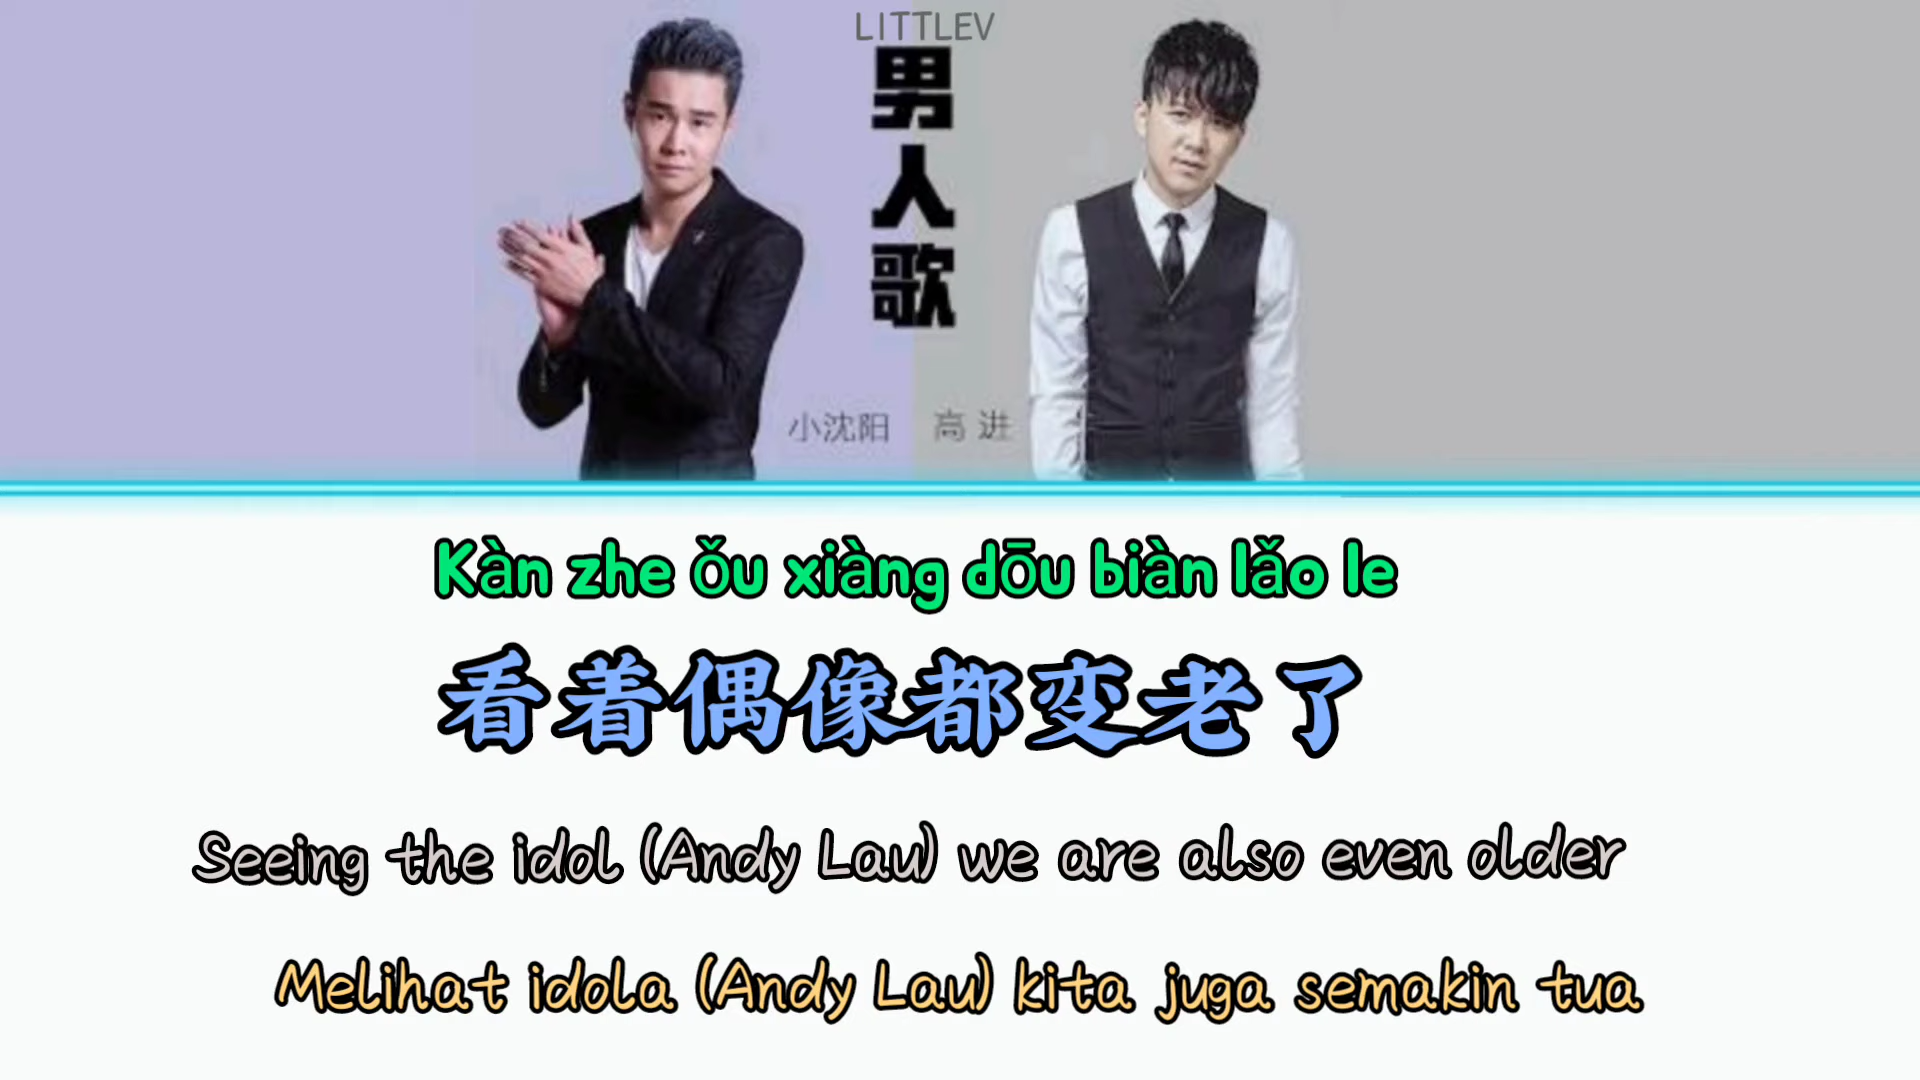 LITTLEV
男人歌
小沈阳 高进
Kàn zhe ǒu xiàng dōu biàn lǎo le
看着偶像都变老了
Seeing the idol (Andy Lau) we are also even older
Melihat idola (Andy Lau) kita juga semakin tua